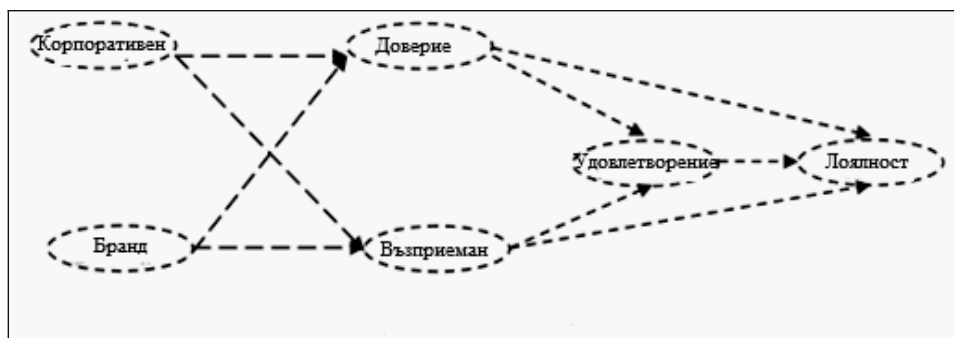 Корпоративен
Доверие
Удовлетворение
Лоялност
Бранд
Възприеман